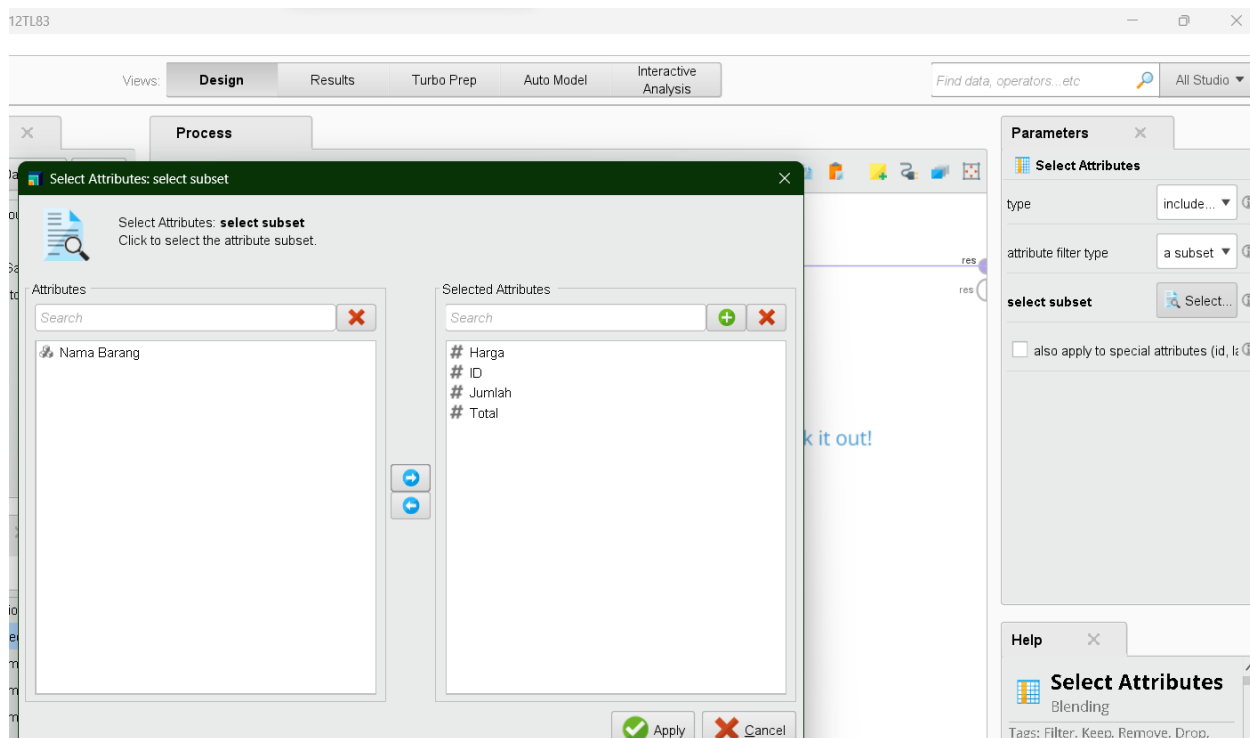 12TL83
Views:
Design
Results
Turbo Prep
Auto Model
Interactive
Analysis
Find data, operators...etc
All Studio
Process
Parameters
Select Attributes: select subset
Select Attributes: select subset
Click to select the attribute subset.
Attributes
Search
Nama Barang
Selected Attributes
Search
# Harga
# ID
# Jumlah
# Total
Apply
Cancel
res
res
k it out!
Select Attributes
type
include...
attribute filter type
a subset
select subset
Select...
also apply to special attributes (id, la
Help
Select Attributes
Blending
Tags: Filter, Keep, Remove, Drop,